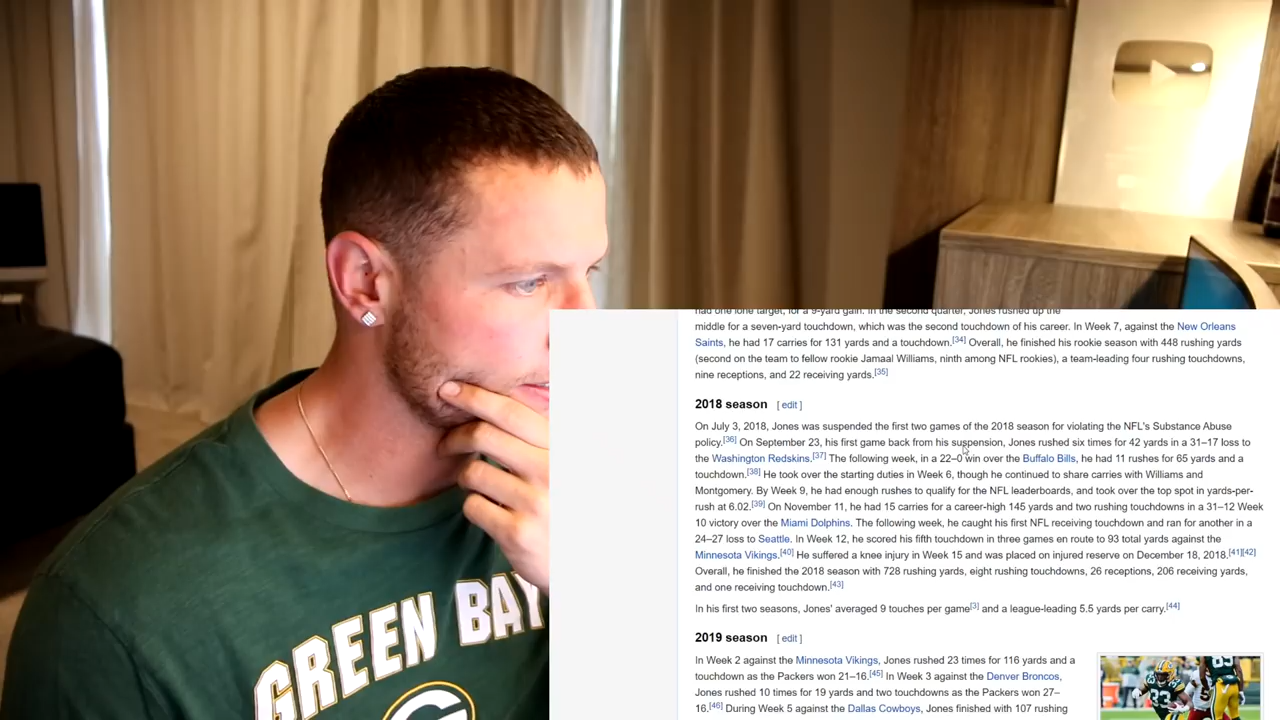 had one lone target, for a 9-yard gain. In the second quarter, Jones rushed up the
middle for a seven-yard touchdown, which was the second touchdown of his career. In Week 7, against the New Orleans
Saints, he had 17 carries for 131 yards and a touchdown.[34] Overall, he finished his rookie season with 448 rushing yards
(second on the team to fellow rookie Jamaal Williams, ninth among NFL rookies), a team-leading four rushing touchdowns,
nine receptions, and 22 receiving yards.[35]
2018 season [ edit ]
On July 3, 2018, Jones was suspended the first two games of the 2018 season for violating the NFL's Substance Abuse
policy.[36] On September 23, his first game back from his suspension, Jones rushed six times for 42 yards in a 31–17 loss to
the Washington Redskins.[37] The following week, in a 22–0 win over the Buffalo Bills, he had 11 rushes for 65 yards and a
touchdown.[38] He took over the starting duties in Week 6, though he continued to share carries with Williams and
Montgomery. By Week 9, he had enough rushes to qualify for the NFL leaderboards, and took over the top spot in yards-per-
rush at 6.02.[39] On November 11, he had 15 carries for a career-high 145 yards and two rushing touchdowns in a 31–12 Week
10 victory over the Miami Dolphins. The following week, he caught his first NFL receiving touchdown and ran for another in a
24–27 loss to Seattle. In Week 12, he scored his fifth touchdown in three games en route to 93 total yards against the
Minnesota Vikings.[40] He suffered a knee injury in Week 15 and was placed on injured reserve on December 18, 2018.[41][42]
Overall, he finished the 2018 season with 728 rushing yards, eight rushing touchdowns, 26 receptions, 206 receiving yards,
and one receiving touchdown.[43]
In his first two seasons, Jones' averaged 9 touches per game[3] and a league-leading 5.5 yards per carry.[44]
2019 season [ edit ]
In Week 2 against the Minnesota Vikings, Jones rushed 23 times for 116 yards and a
touchdown as the Packers won 21–16.[45] In Week 3 against the Denver Broncos,
Jones rushed 10 times for 19 yards and two touchdowns as the Packers won 27–
16.[46] During Week 5 against the Dallas Cowboys, Jones finished with 107 rushing
GREEN BAY
G
33